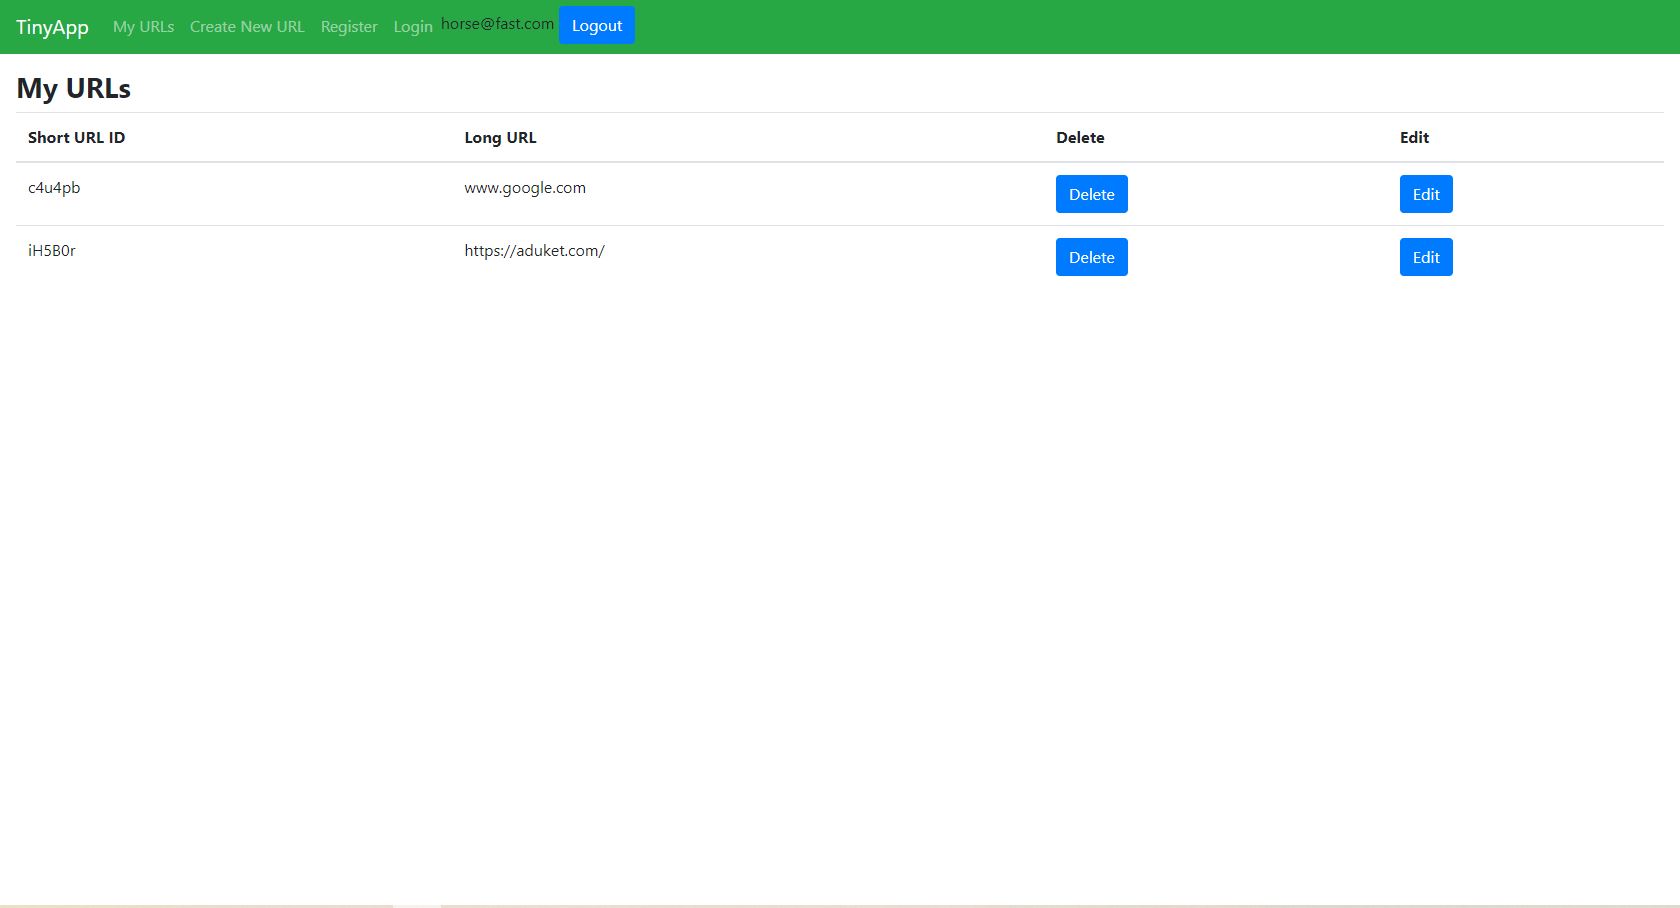 TinyApp My URLs Create New URL Register Login horse@fast.com Logout
My URLs
Short URL ID Long URL Delete Edit
c4u4pb www.google.com Delete Edit
iH5B0r https://aduket.com/ Delete Edit